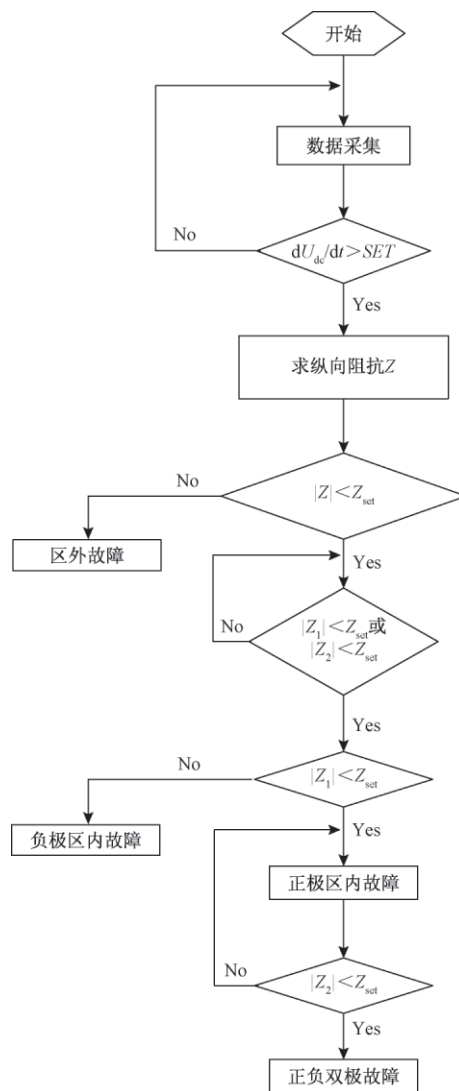 开始
数据采集
No
dU_dc/dt>SET
Yes
求纵向阻抗Z
No
|Z|<Z_set
区外故障
Yes
|Z_1|<Z_set或
No
|Z_2|<Z_set
Yes
No
|Z_1|<Z_set
负极区内故障
Yes
正极区内故障
No
|Z_2|<Z_set
Yes
正负双极故障